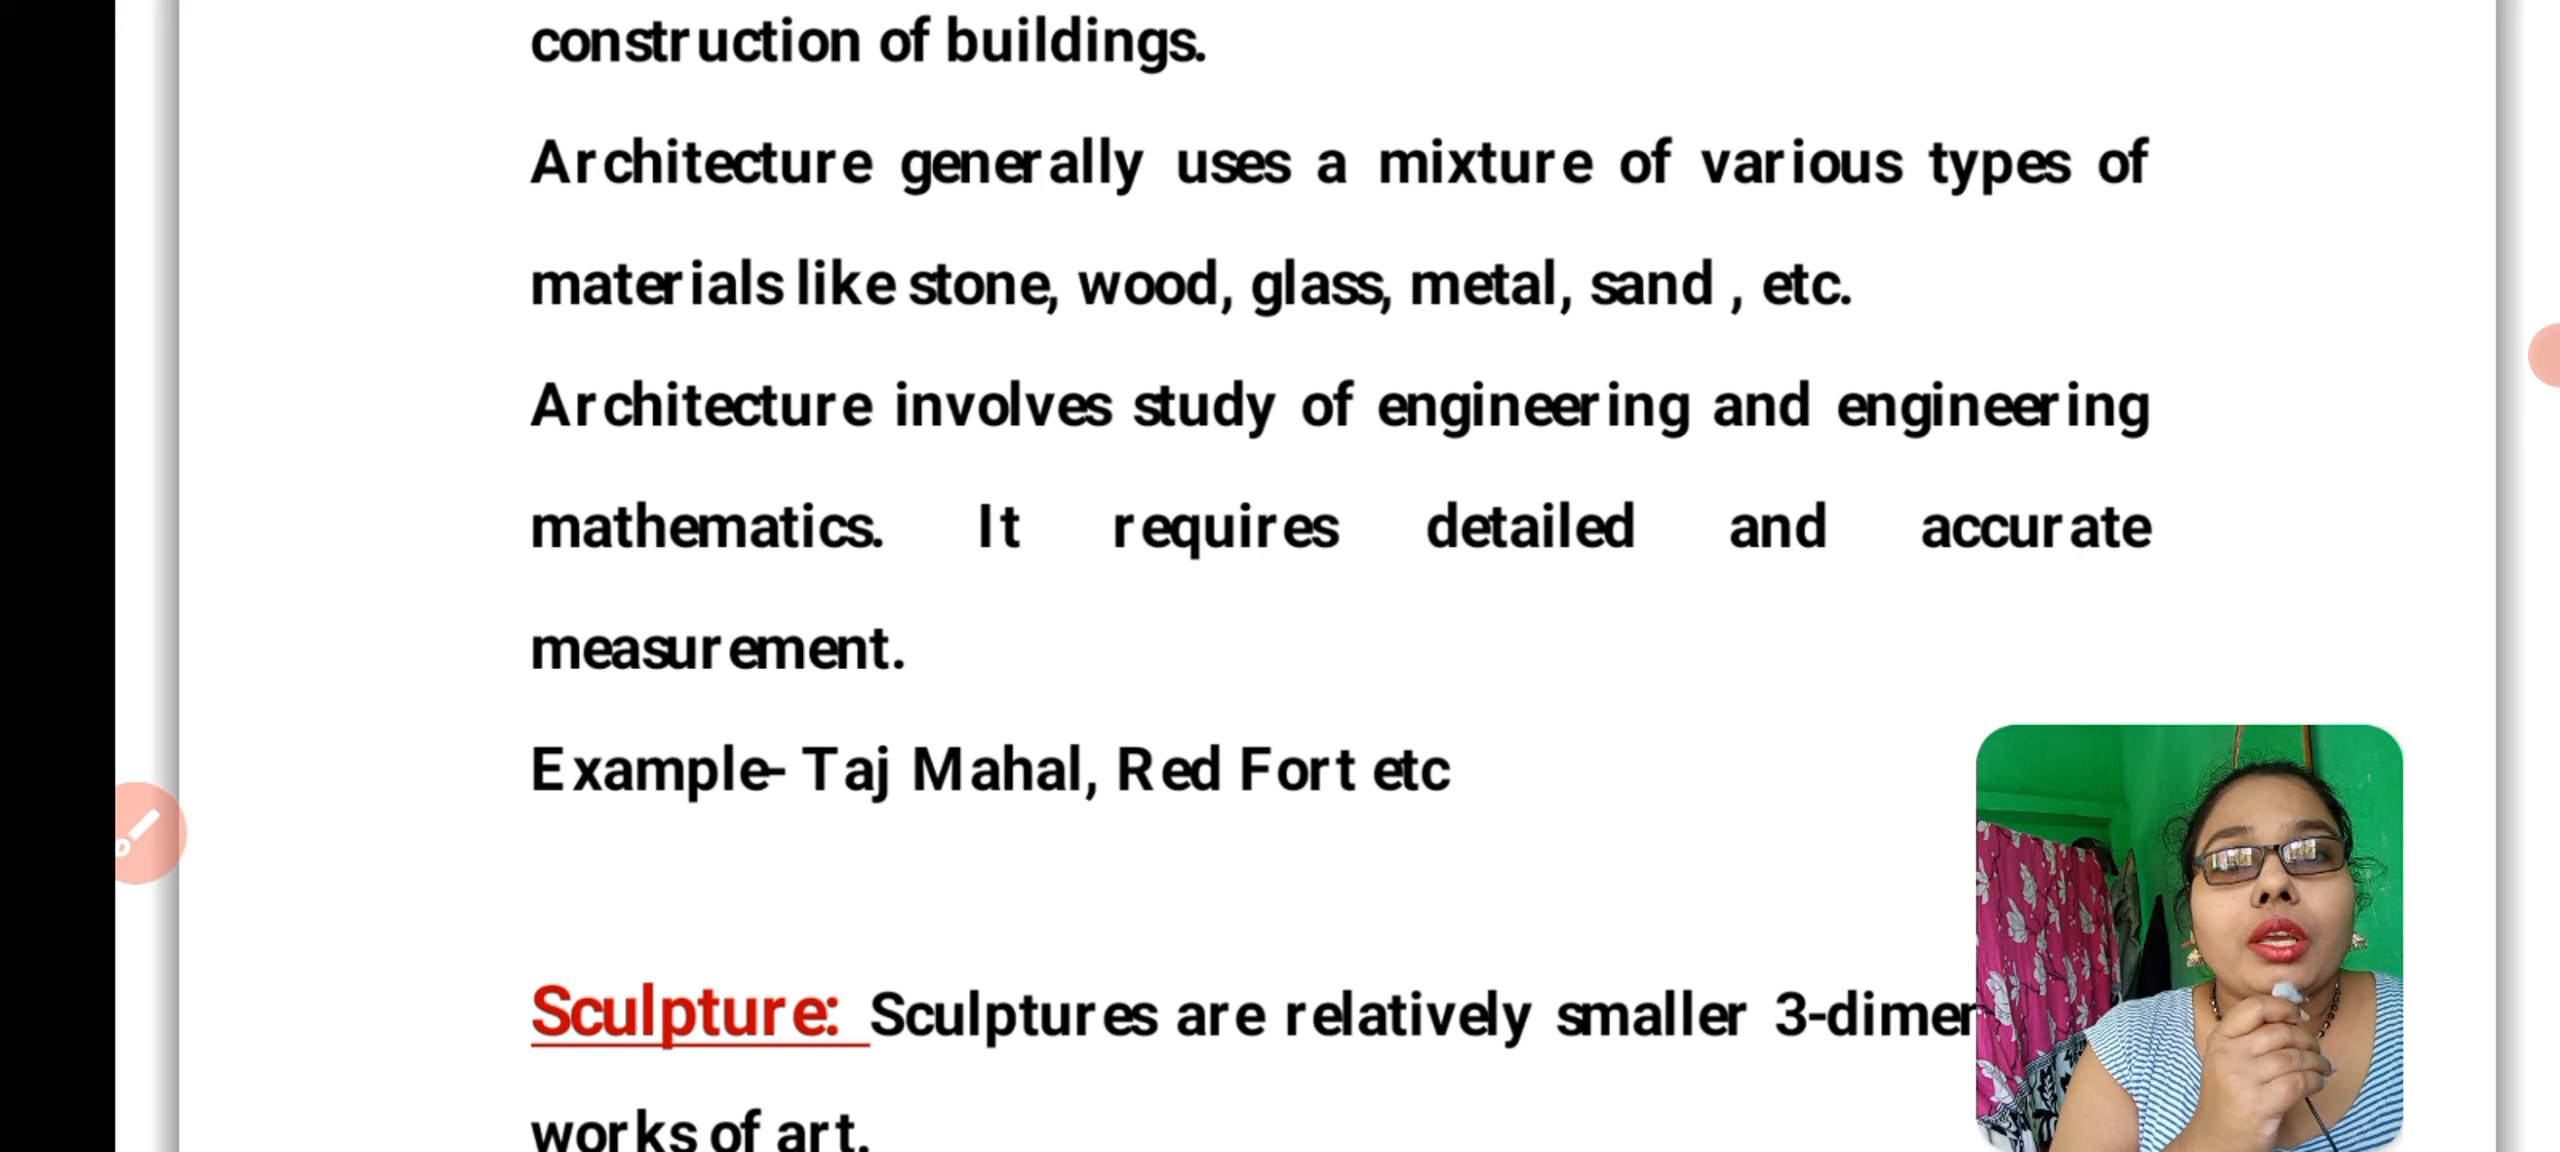 construction of buildings.
Architecture generally uses a mixture of various types of
materials like stone, wood, glass, metal, sand , etc.
Architecture involves study of engineering and engineering
mathematics. It requires detailed and accurate
measurement.
Example- Taj Mahal, Red Fort etc
Sculpture: Sculptures are relatively smaller 3-dimen
works of art.